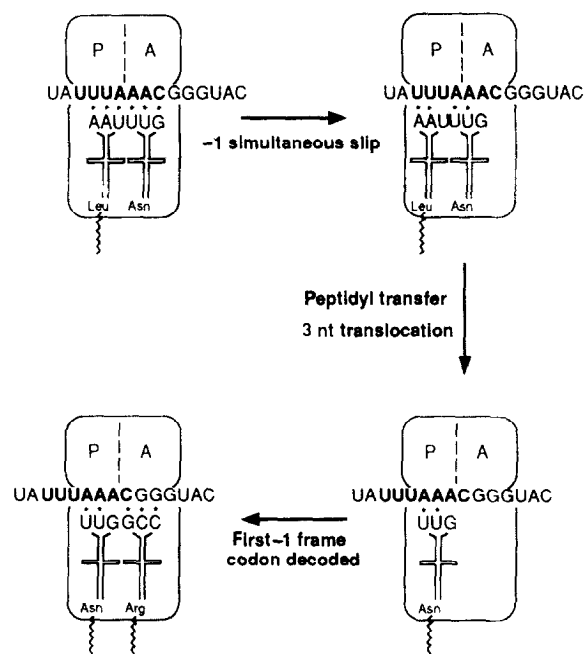 P A
UAUUUAAACGGGUAC
AAUUUG
Leu Asn
–1 simultaneous slip
P A
UAUUUAAACGGGUAC
AAUUUG
Leu Asn
Peptidyl transfer
3 nt translocation
P A
UAUUUAAACGGGUAC
UUG
Asn
First–1 frame
codon decoded
P A
UAUUUAAACGGGUAC
UUGGCC
Asn Arg